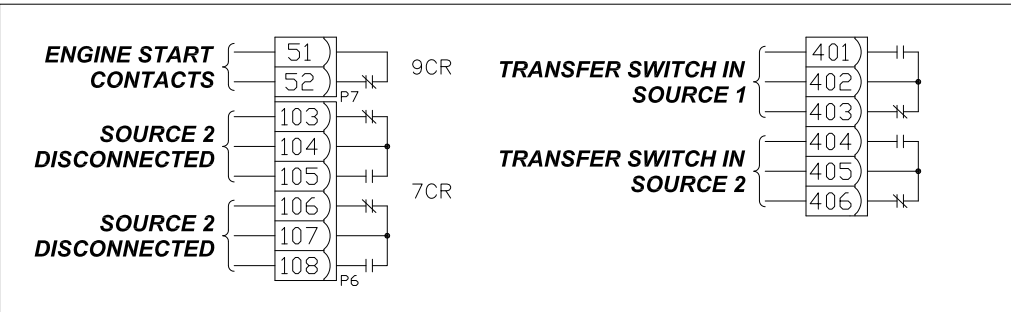 ENGINE START
CONTACTS
51
52
9CR
P7
SOURCE 2
DISCONNECTED
103
104
105
7CR
SOURCE 2
DISCONNECTED
106
107
108
P6
TRANSFER SWITCH IN
SOURCE 1
401
402
403
TRANSFER SWITCH IN
SOURCE 2
404
405
406